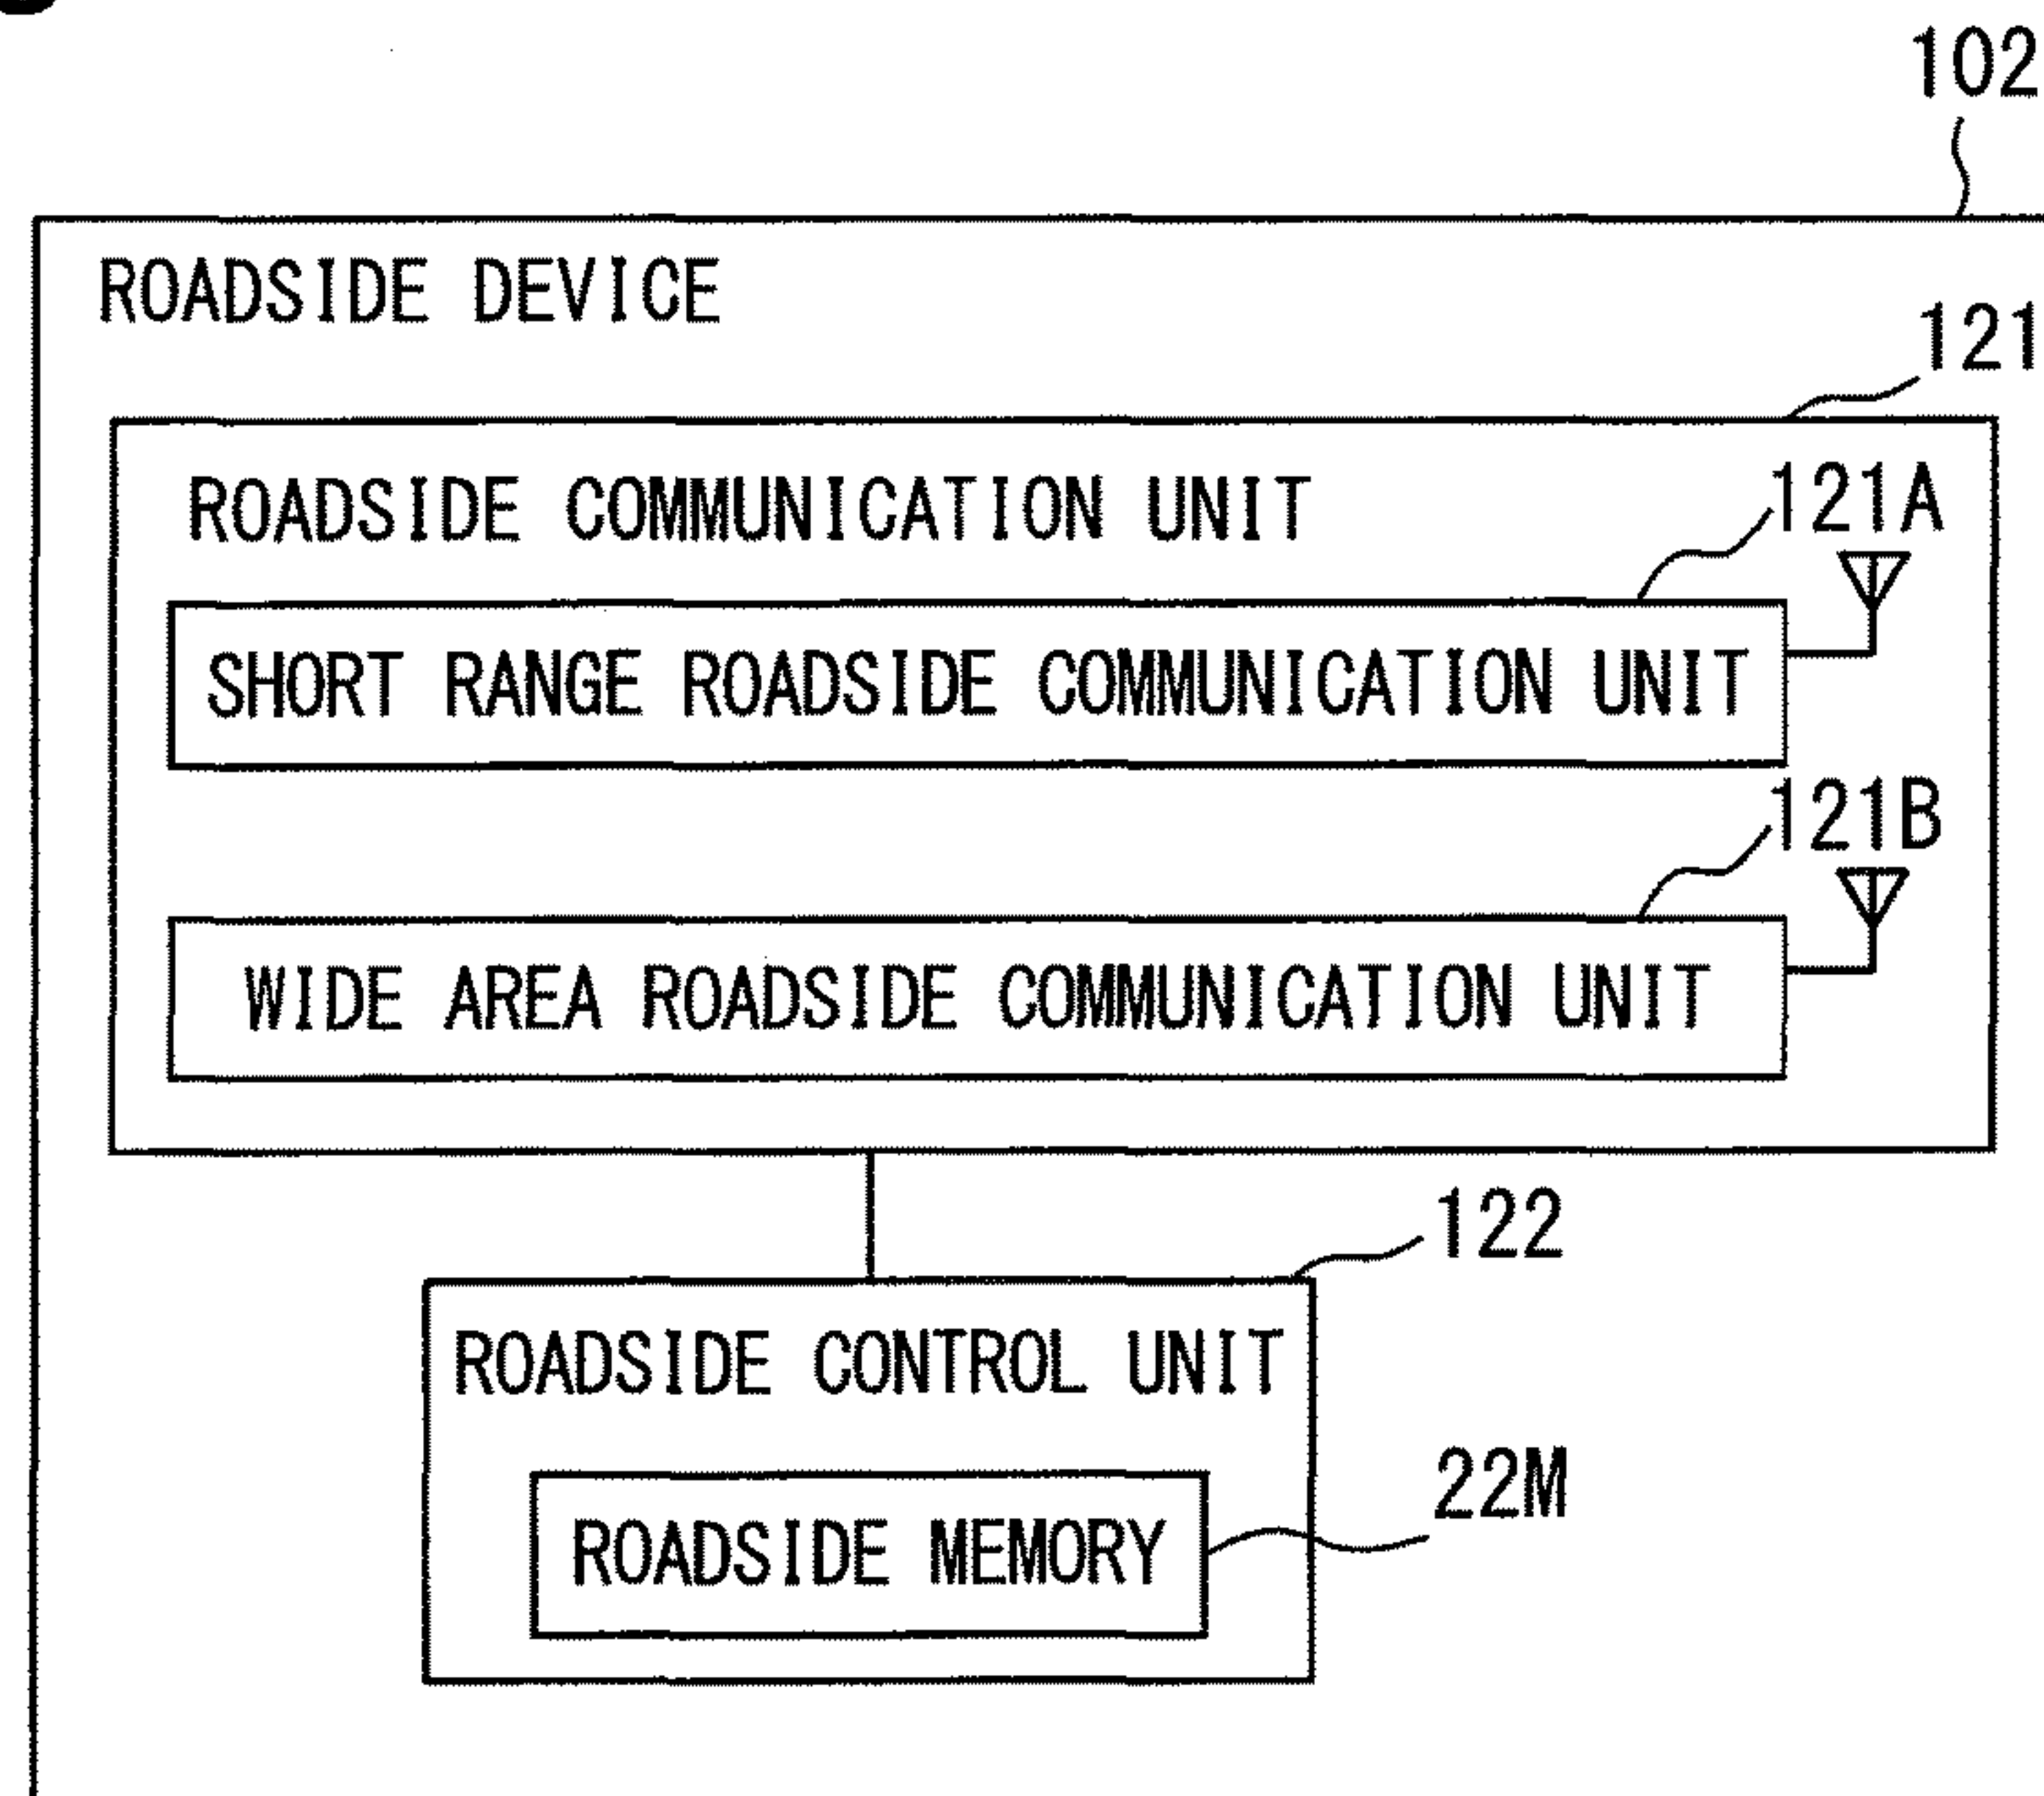 102
ROADSIDE DEVICE
121
ROADSIDE COMMUNICATION UNIT
121A
SHORT RANGE ROADSIDE COMMUNICATION UNIT
121B
WIDE AREA ROADSIDE COMMUNICATION UNIT
122
ROADSIDE CONTROL UNIT
22M
ROADSIDE MEMORY